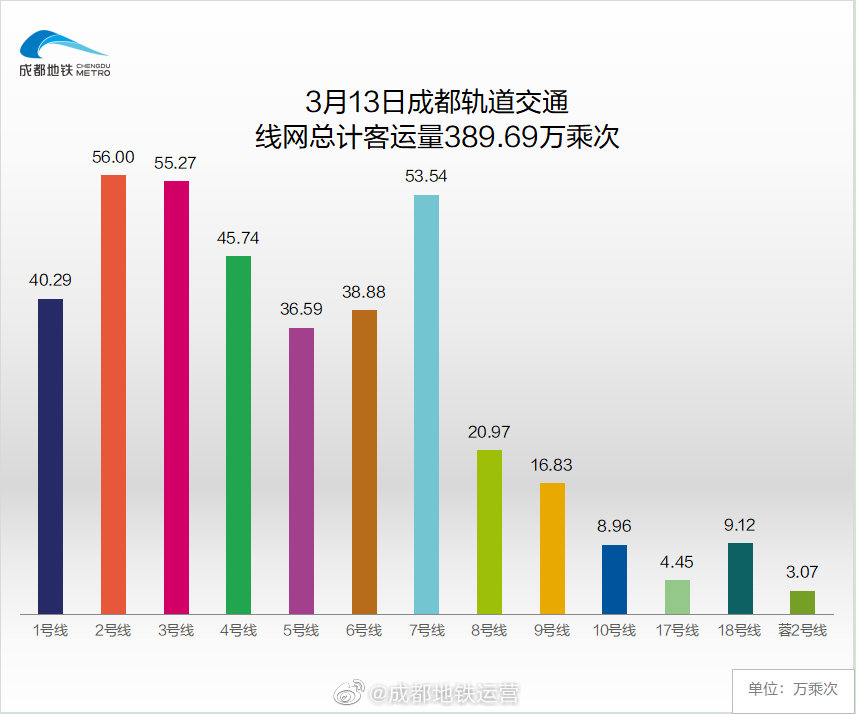 成都地铁 CHENGDU METRO
3月13日成都轨道交通
线网总计客运量389.69万乘次
40.29 56.00 55.27 45.74 36.59 38.88 53.54 20.97 16.83 8.96 4.45 9.12 3.07
1号线 2号线 3号线 4号线 5号线 6号线 7号线 8号线 9号线 10号线 17号线 18号线 蓉2号线
单位：万乘次
@成都地铁运营